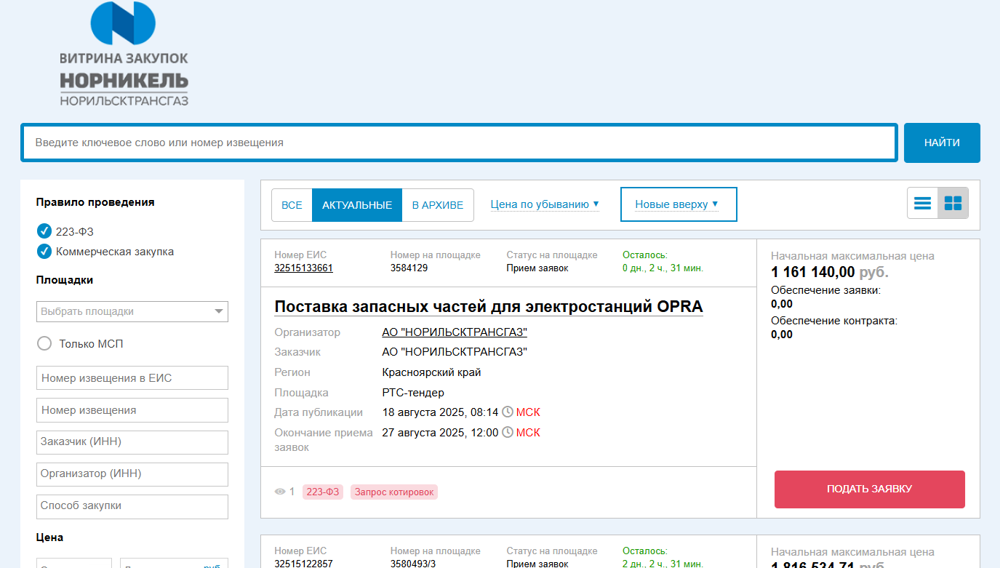 ВИТРИНА ЗАКУПОК
НОРНИКЕЛЬ
НОРИЛЬСКТРАНСГАЗ
Введите ключевое слово или номер извещения
НАЙТИ
Правило проведения
223-ФЗ
Коммерческая закупка
Площадки
Выбрать площадки
Только МСП
Номер извещения в ЕИС
Номер извещения
Заказчик (ИНН)
Организатор (ИНН)
Способ закупки
Цена
руб.
ВСЕ АКТУАЛЬНЫЕ В АРХИВЕ Цена по убыванию ▼ Новые вверху ▼
Номер ЕИС Номер на площадке Статус на площадке Осталось:
32515133661 3584129 Прием заявок 0 дн., 2 ч., 31 мин.
Поставка запасных частей для электростанций OPRA
Организатор АО "НОРИЛЬСКТРАНСГАЗ"
Заказчик АО "НОРИЛЬСКТРАНСГАЗ"
Регион Красноярский край
Площадка РТС-тендер
Дата публикации 18 августа 2025, 08:14 МСК
Окончание приема 27 августа 2025, 12:00 МСК
заявок
1 223-ФЗ Запрос котировок
Начальная максимальная цена
1 161 140,00 руб.
Обеспечение заявки:
0,00
Обеспечение контракта:
0,00
ПОДАТЬ ЗАЯВКУ
Номер ЕИС Номер на площадке Статус на площадке Осталось:
32515122857 3580493/3 Прием заявок 2 дн., 2 ч., 31 мин.
Начальная максимальная цена
1 816 534,71 руб.